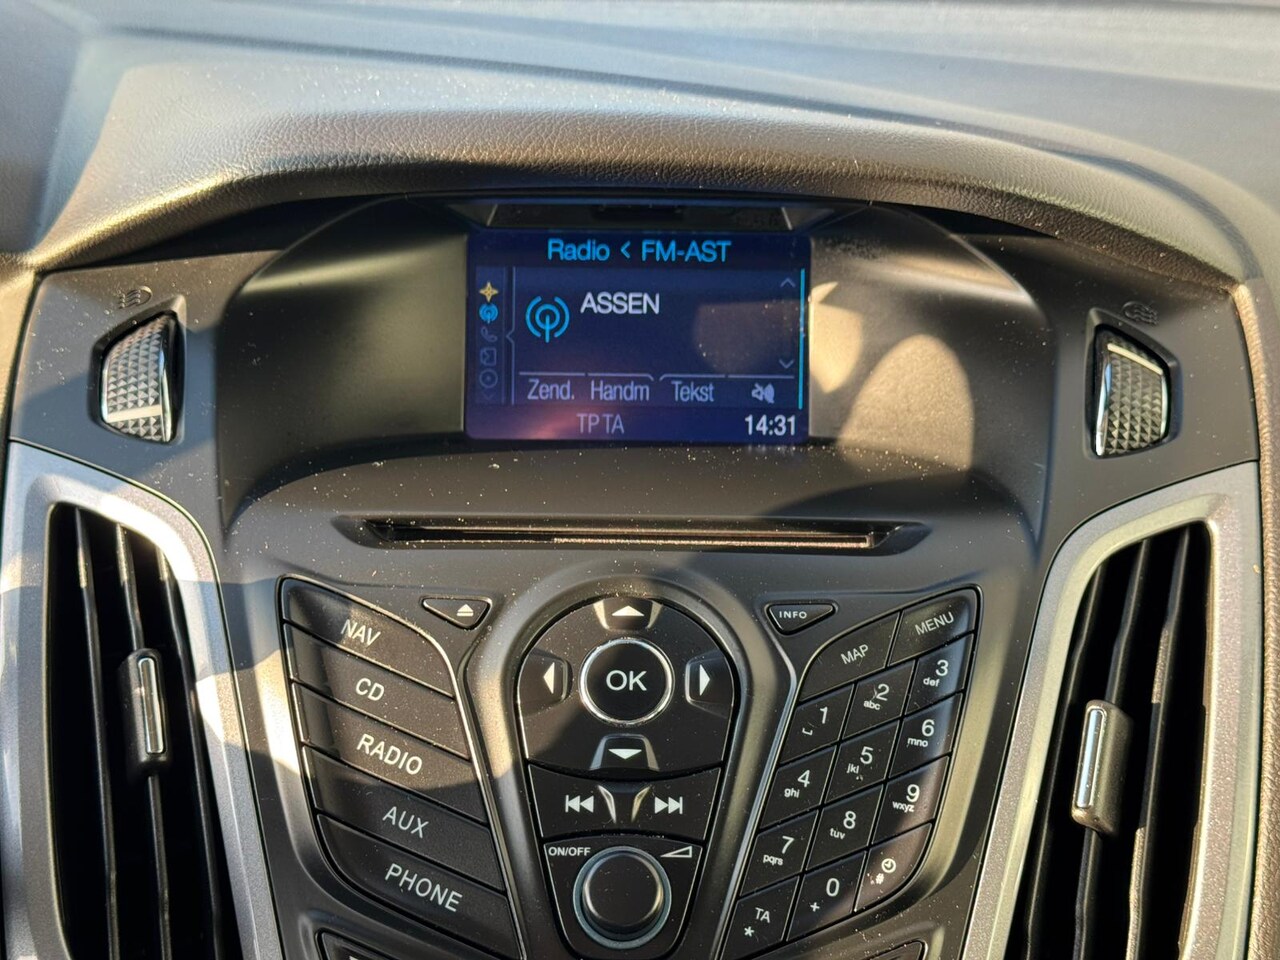 Radio < FM-AST
ASSEN
Zend. Handm Tekst
TP TA 14:31
NAV
CD
RADIO
AUX
PHONE
OK
ON/OFF
INFO
MAP MENU
1 2 abc 3 def
4 ghi 5 jkl 6 mno
7 pqrs 8 tuv 9 wxyz
TA * 0 + #